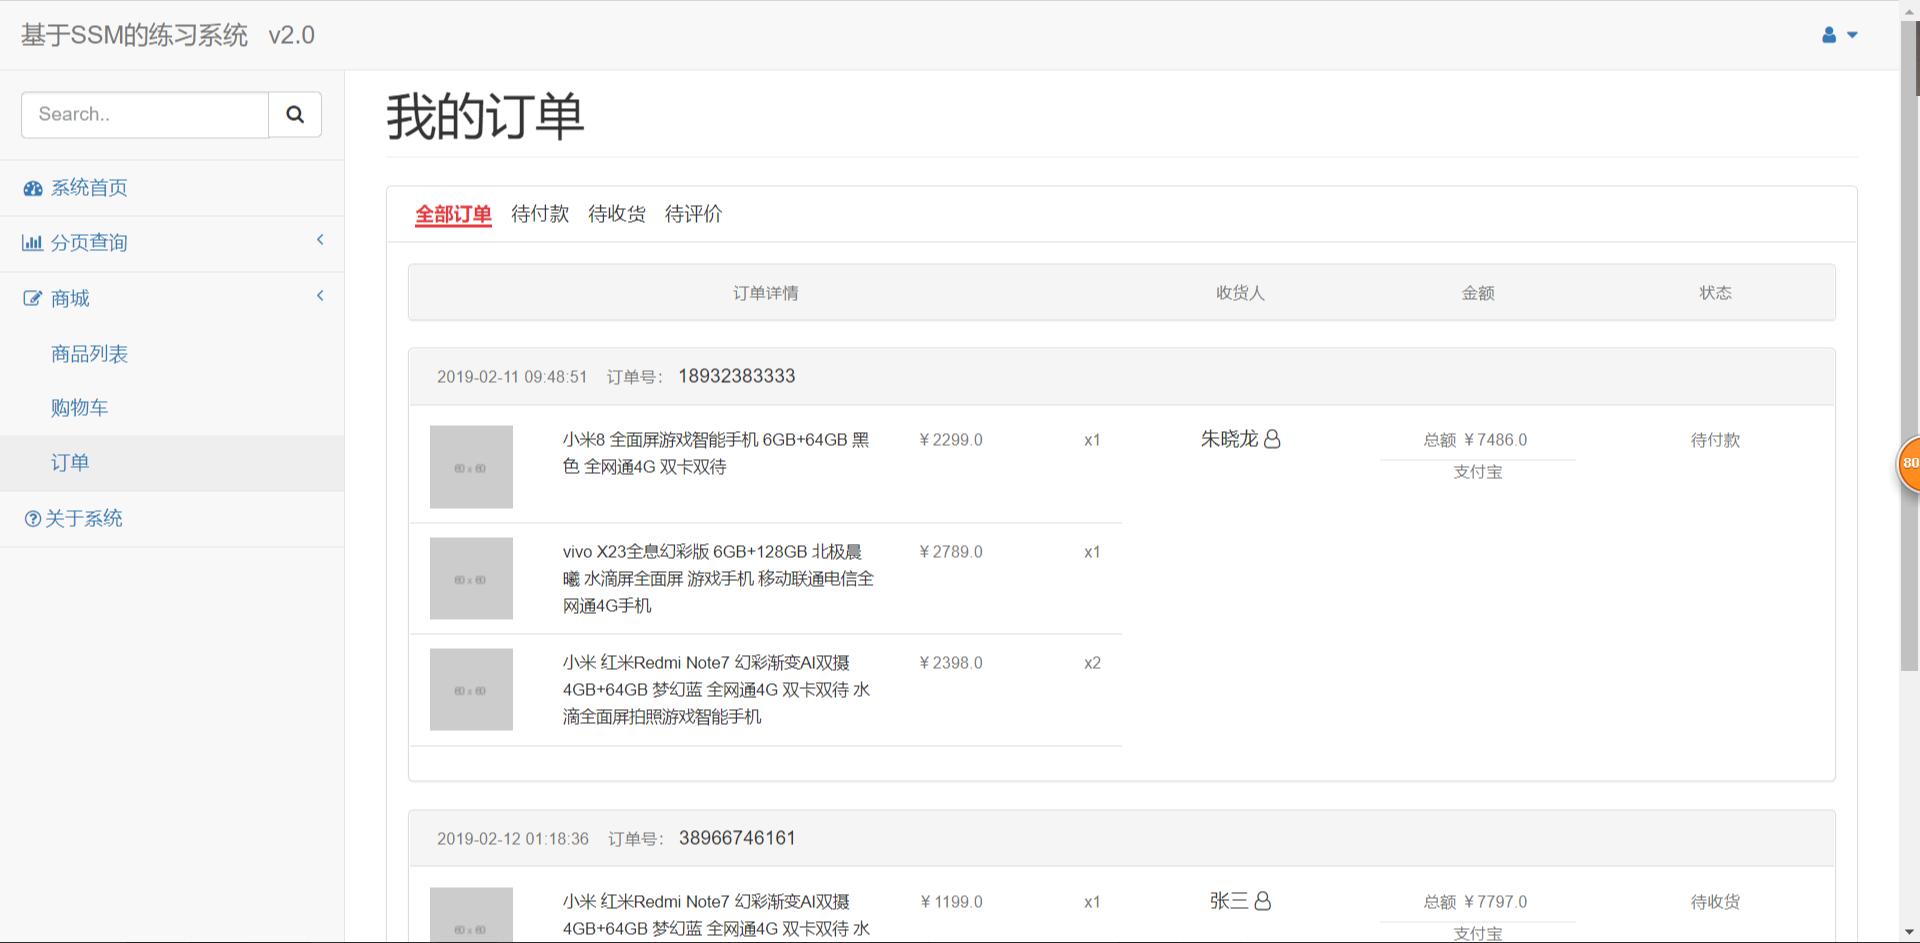 基于SSM的练习系统 v2.0
Search..
系统首页
分页查询
商城
商品列表
购物车
订单
关于系统
我的订单
全部订单 待付款 待收货 待评价
订单详情 收货人 金额 状态
2019-02-11 09:48:51 订单号： 18932383333
60 x 60
小米8 全面屏游戏智能手机 6GB+64GB 黑
色 全网通4G 双卡双待
￥2299.0 x1 朱晓龙 总额 ￥7486.0 待付款
支付宝
60 x 60
vivo X23全息幻彩版 6GB+128GB 北极晨
曦 水滴屏全面屏 游戏手机 移动联通电信全
网通4G手机
￥2789.0 x1
60 x 60
小米 红米Redmi Note7 幻彩渐变AI双摄
4GB+64GB 梦幻蓝 全网通4G 双卡双待 水
滴全面屏拍照游戏智能手机
￥2398.0 x2
2019-02-12 01:18:36 订单号： 38966746161
60 x 60
小米 红米Redmi Note7 幻彩渐变AI双摄
4GB+64GB 梦幻蓝 全网通4G 双卡双待 水
￥1199.0 x1 张三 总额 ￥7797.0 待收货
支付宝
80